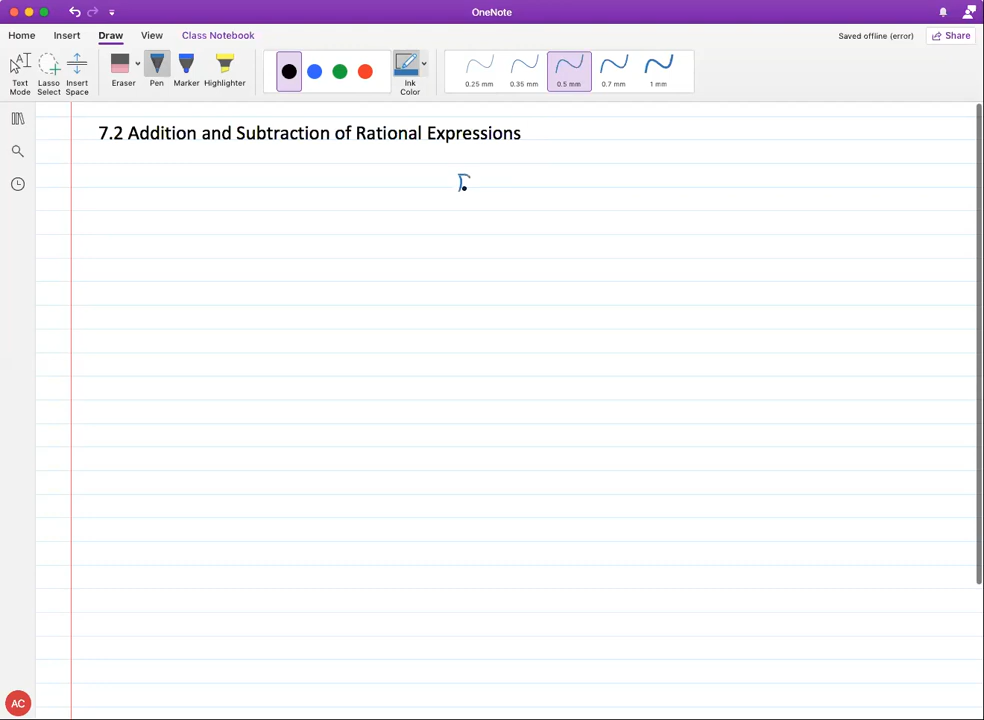 OneNote
Home Insert Draw View Class Notebook Saved offline (error) Share
Text Mode Lasso Select Insert Space Eraser Pen Marker Highlighter Ink Color 0.25 mm 0.35 mm 0.5 mm 0.7 mm 1 mm
7.2 Addition and Subtraction of Rational Expressions
AC